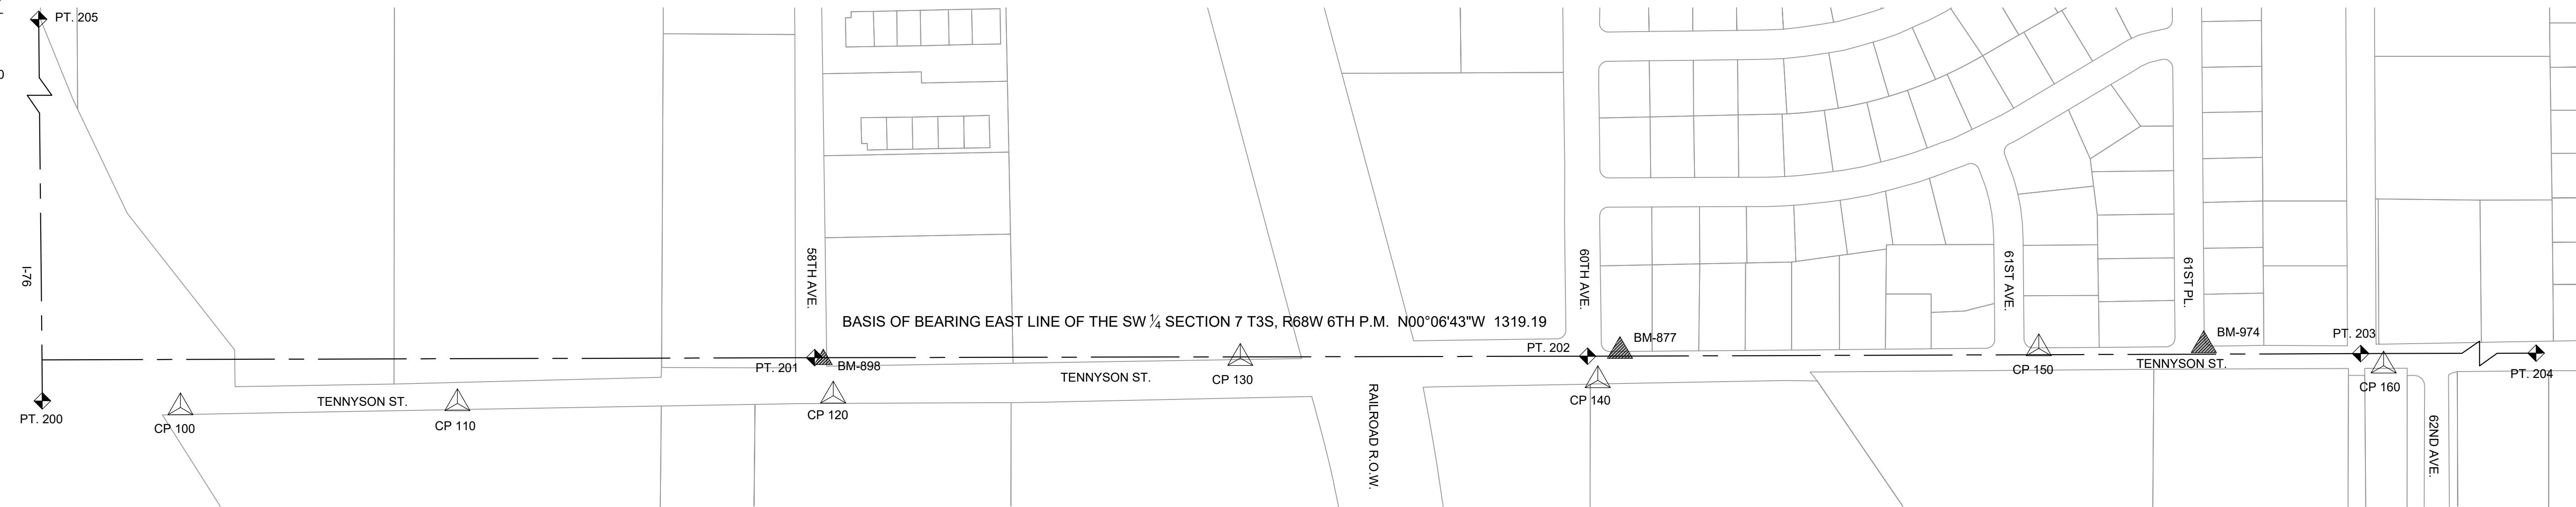 PT. 205
0
I-76
PT. 200
CP 100
TENNYSON ST.
CP 110
58TH AVE.
PT. 201
BM-898
CP 120
BASIS OF BEARING EAST LINE OF THE SW ¼ SECTION 7 T3S, R68W 6TH P.M. N00°06'43"W 1319.19
TENNYSON ST.
CP 130
RAILROAD R.O.W.
60TH AVE.
PT. 202
BM-877
CP 140
61ST AVE.
CP 150
61ST PL.
BM-974
TENNYSON ST.
PT. 203
CP 160
62ND AVE.
PT. 204